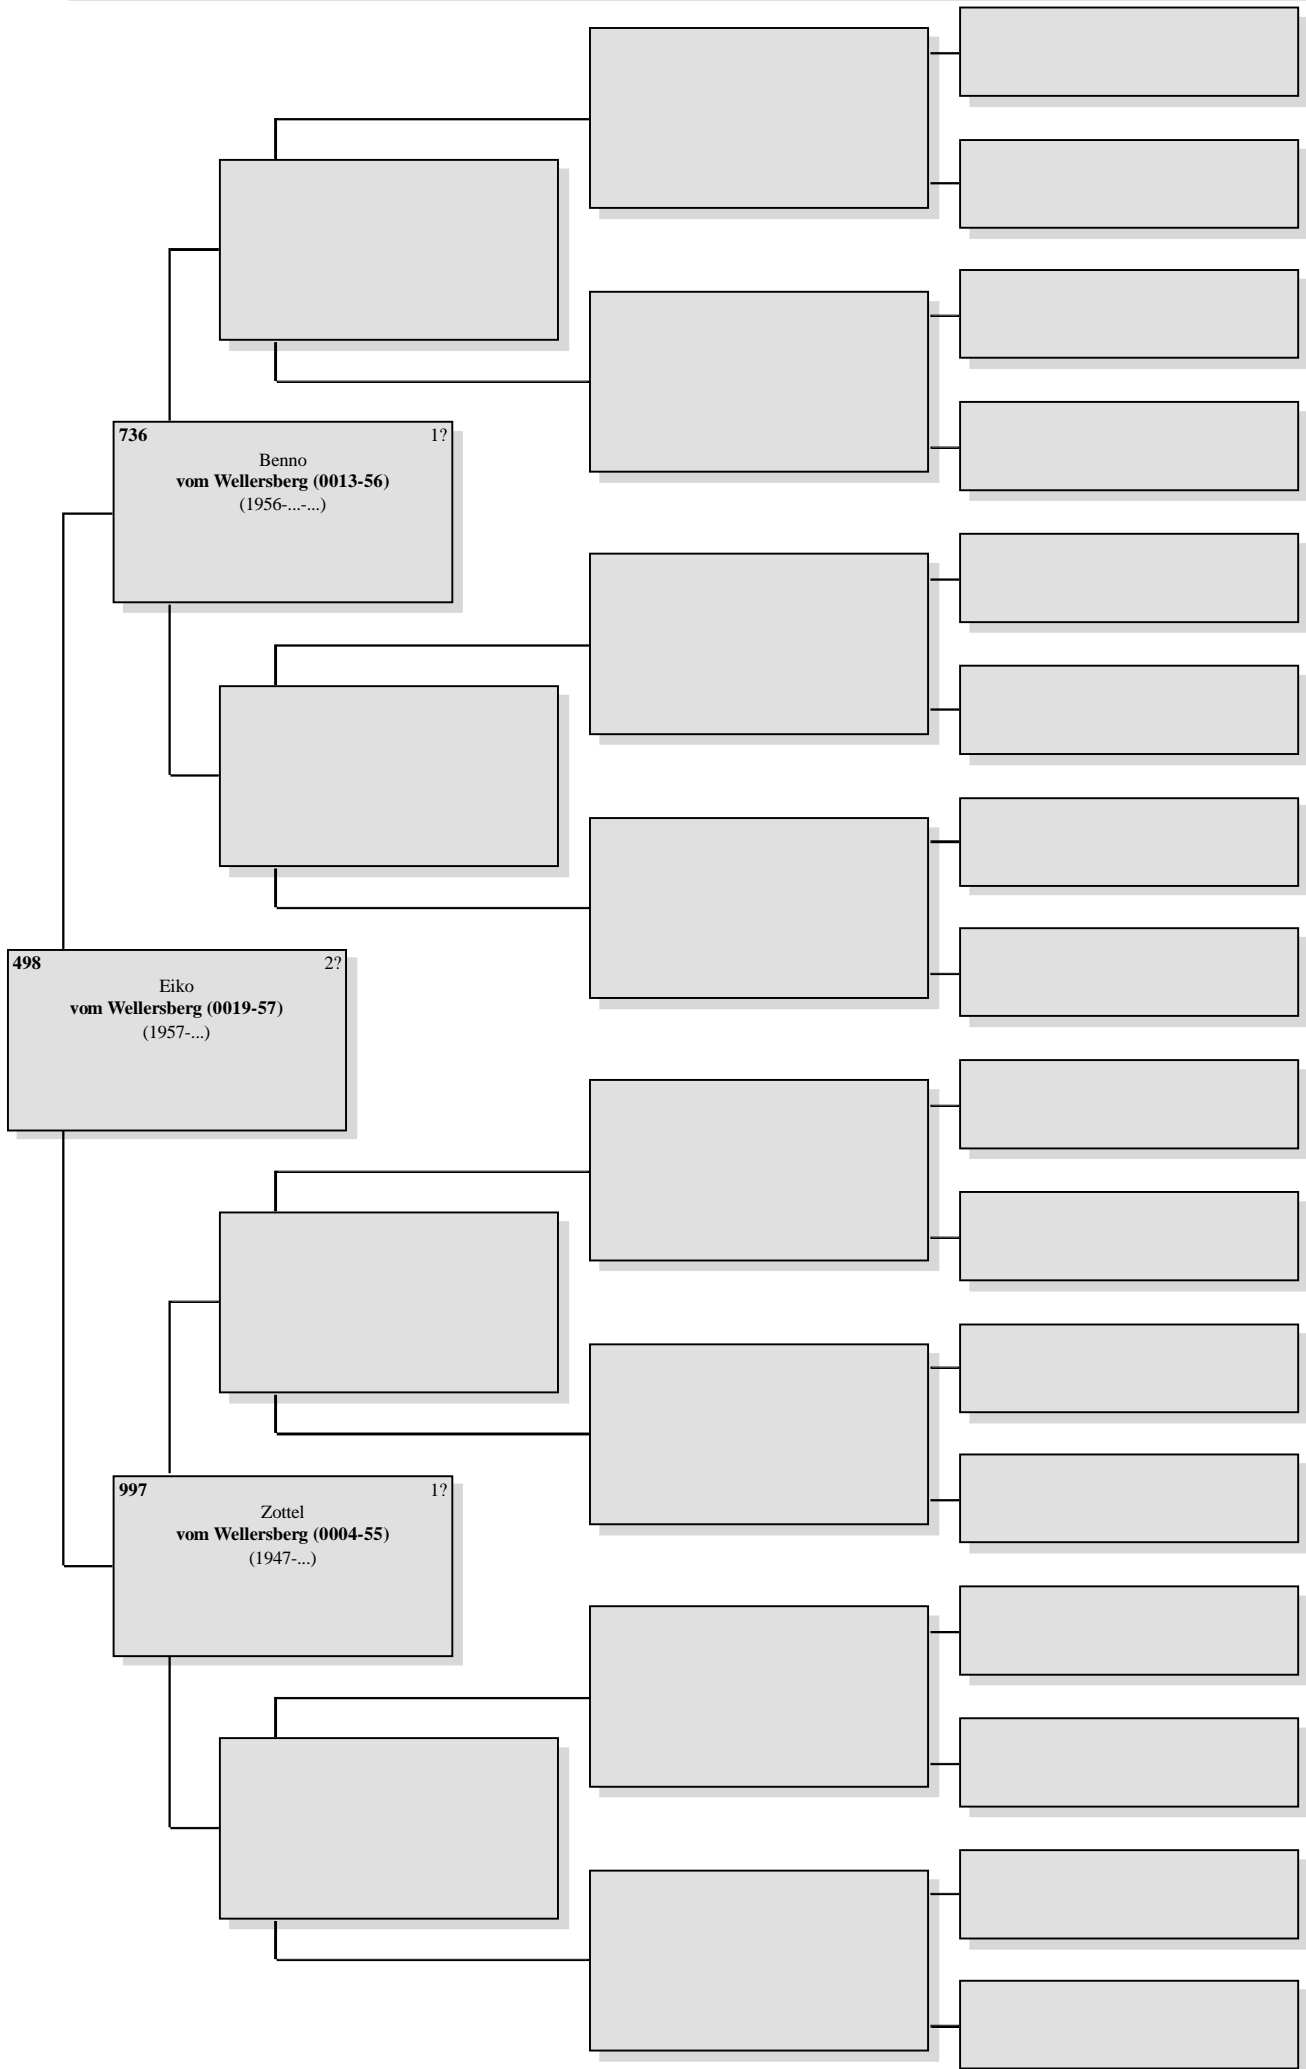 736 1?
Benno
vom Wellersberg (0013-56)
(1956-...-...)
498 2?
Eiko
vom Wellersberg (0019-57)
(1957-...)
997 1?
Zottel
vom Wellersberg (0004-55)
(1947-...)